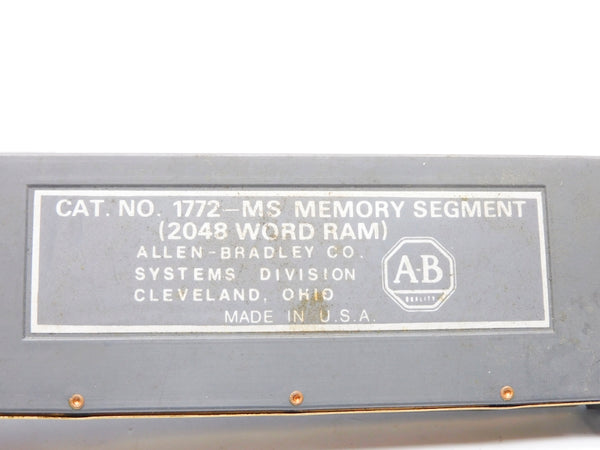 CAT. NO. 1772-MS MEMORY SEGMENT
(2048 WORD RAM)
ALLEN-BRADLEY CO.
SYSTEMS DIVISION
CLEVELAND, OHIO
MADE IN U.S.A.
A-B
QUALITY